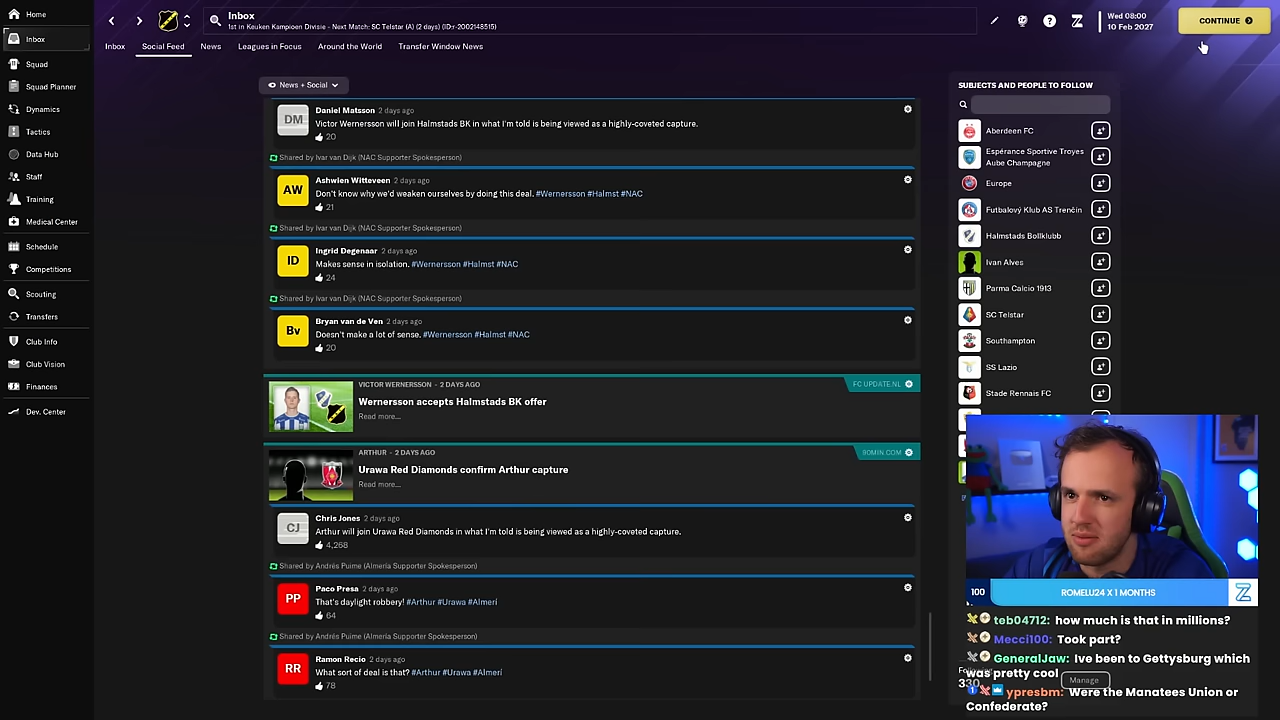 Home
Inbox
Squad
Squad Planner
Dynamics
Tactics
Data Hub
Staff
Training
Medical Center
Schedule
Competitions
Scouting
Transfers
Club Info
Club Vision
Finances
Dev. Center
Inbox
1st in Keuken Kampioen Divisie - Next Match: SC Telstar (A) (2 days) (ID:r-2002148515)
Wed 08:00
10 Feb 2027
CONTINUE
Inbox
Social Feed
News
Leagues in Focus
Around the World
Transfer Window News
News + Social
DM
Daniel Matsson 2 days ago
Victor Wernersson will join Halmstads BK in what I'm told is being viewed as a highly-coveted capture.
20
Shared by Ivar van Dijk (NAC Supporter Spokesperson)
AW
Ashwien Witteveen 2 days ago
Don't know why we'd weaken ourselves by doing this deal. #Wernersson #Halmst #NAC
21
Shared by Ivar van Dijk (NAC Supporter Spokesperson)
ID
Ingrid Degenaar 2 days ago
Makes sense in isolation. #Wernersson #Halmst #NAC
24
Shared by Ivar van Dijk (NAC Supporter Spokesperson)
Bv
Bryan van de Ven 2 days ago
Doesn't make a lot of sense. #Wernersson #Halmst #NAC
20
VICTOR WERNERSSON - 2 DAYS AGO
FC UPDATE.NL
Wernersson accepts Halmstads BK offer
Read more...
ARTHUR - 2 DAYS AGO
90MIN.COM
Urawa Red Diamonds confirm Arthur capture
Read more...
CJ
Chris Jones 2 days ago
Arthur will join Urawa Red Diamonds in what I'm told is being viewed as a highly-coveted capture.
4,268
Shared by Andrés Puime (Almería Supporter Spokesperson)
PP
Paco Presa 2 days ago
That's daylight robbery! #Arthur #Urawa #Almerí
64
Shared by Andrés Puime (Almería Supporter Spokesperson)
RR
Ramon Recio 2 days ago
What sort of deal is that? #Arthur #Urawa #Almerí
78
SUBJECTS AND PEOPLE TO FOLLOW
Aberdeen FC
Espérance Sportive Troyes
Aube Champagne
Europe
Futbalový Klub AS Trenčín
Halmstads Bollklubb
Ivan Alves
Parma Calcio 1913
SC Telstar
Southampton
SS Lazio
Stade Rennais FC
100
ROMELU24 X 1 MONTHS
teb04712: how much is that in millions?
Mecci100: Took part?
GeneralJaw: Ive been to Gettysburg which
was pretty cool
330
Manage
ypresbm: Were the Manatees Union or
Confederate?